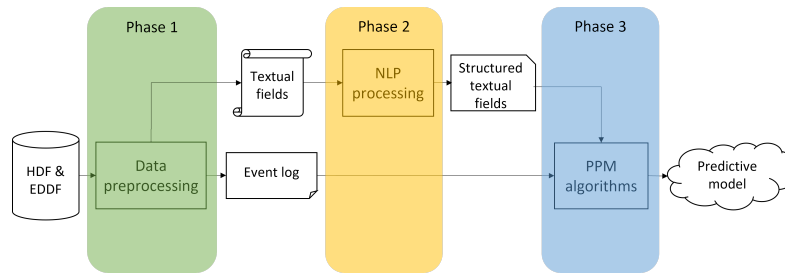 Phase 1
Phase 2
Phase 3
Textual
fields
NLP
processing
Structured
textual
fields
HDF &
EDDF
Data
preprocessing
Event log
PPM
algorithms
Predictive
model